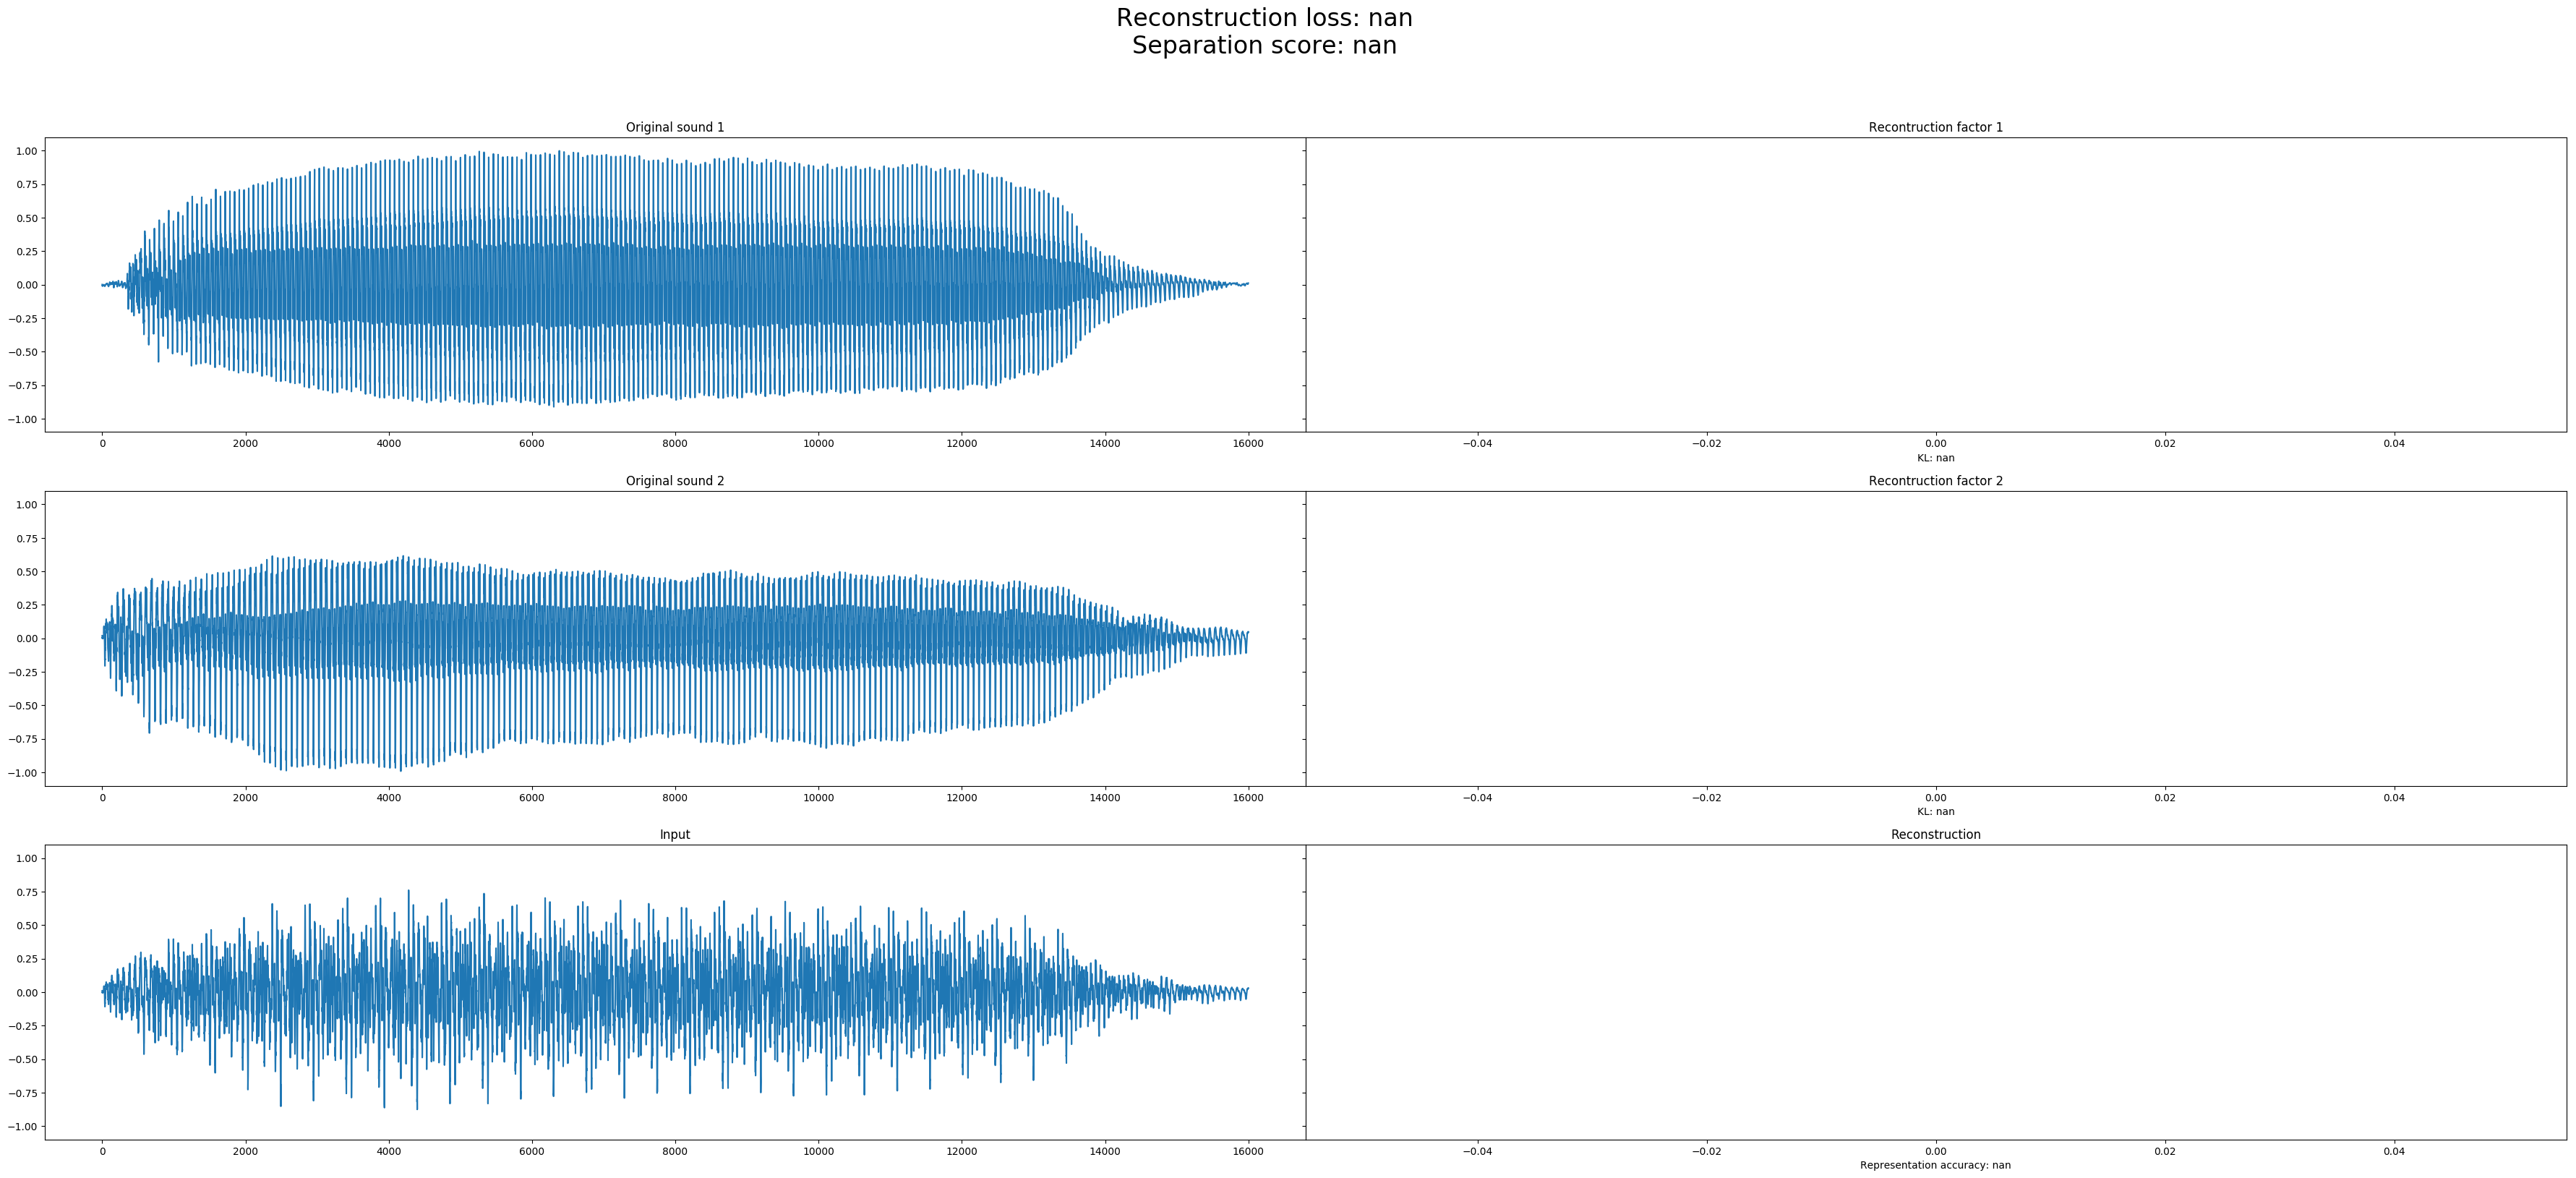 Reconstruction loss: nan
Separation score: nan
Original sound 1
Recontruction factor 1
1.00
0.75
0.50
0.25
0.00
−0.25
−0.50
−0.75
−1.00
0 2000 4000 6000 8000 10000 12000 14000 16000
−0.04 −0.02 0.00 0.02 0.04
KL: nan
Original sound 2
Recontruction factor 2
1.00
0.75
0.50
0.25
0.00
−0.25
−0.50
−0.75
−1.00
0 2000 4000 6000 8000 10000 12000 14000 16000
−0.04 −0.02 0.00 0.02 0.04
KL: nan
Input
Reconstruction
1.00
0.75
0.50
0.25
0.00
−0.25
−0.50
−0.75
−1.00
0 2000 4000 6000 8000 10000 12000 14000 16000
−0.04 −0.02 0.00 0.02 0.04
Representation accuracy: nan